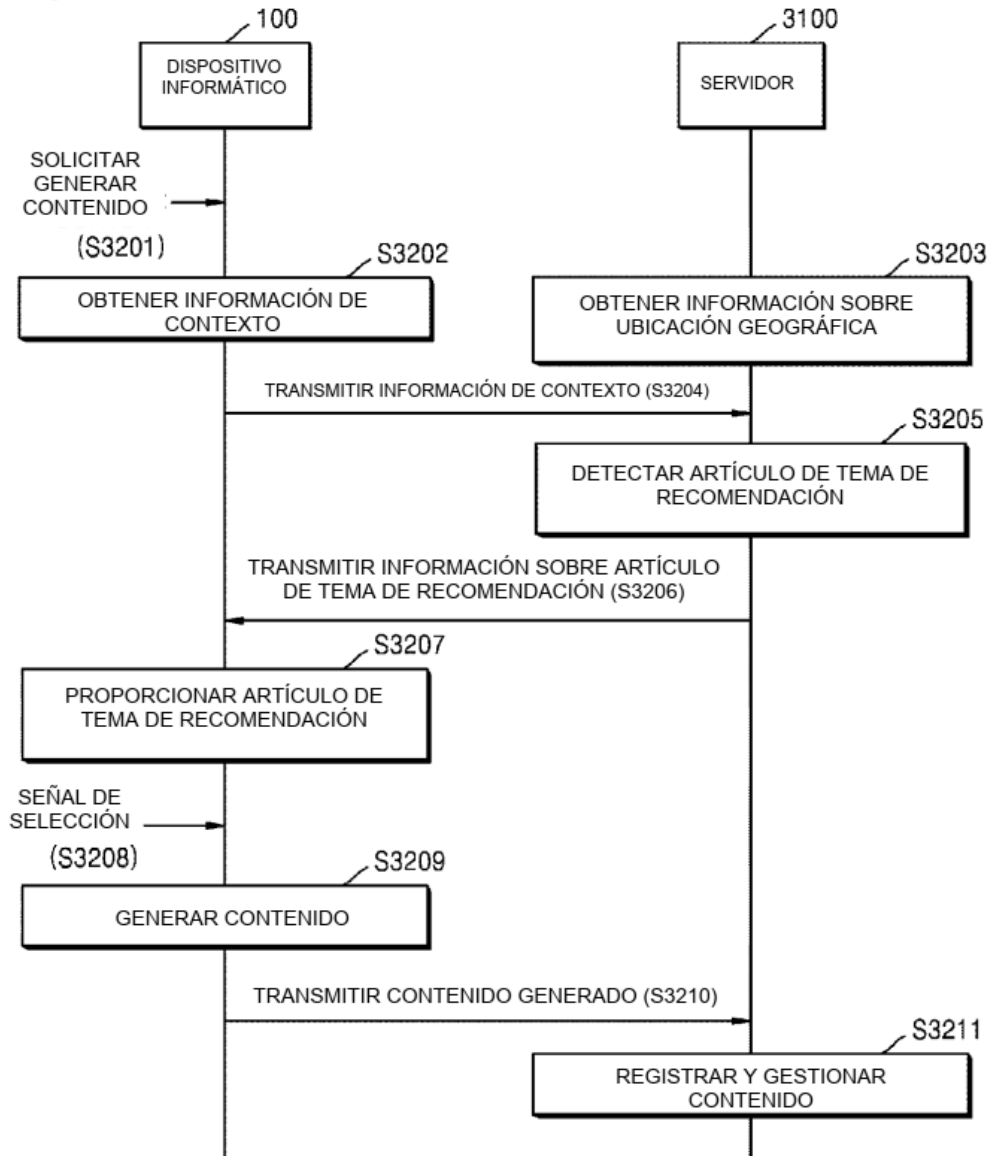 100
3100
DISPOSITIVO
INFORMÁTICO
SERVIDOR
SOLICITAR
GENERAR
CONTENIDO
(S3201)
S3202
OBTENER INFORMACIÓN DE
CONTEXTO
S3203
OBTENER INFORMACIÓN SOBRE
UBICACIÓN GEOGRÁFICA
TRANSMITIR INFORMACIÓN DE CONTEXTO (S3204)
S3205
DETECTAR ARTÍCULO DE TEMA DE
RECOMENDACIÓN
TRANSMITIR INFORMACIÓN SOBRE ARTÍCULO
DE TEMA DE RECOMENDACIÓN (S3206)
S3207
PROPORCIONAR ARTÍCULO DE
TEMA DE RECOMENDACIÓN
SEÑAL DE
SELECCIÓN
(S3208)
S3209
GENERAR CONTENIDO
TRANSMITIR CONTENIDO GENERADO (S3210)
S3211
REGISTRAR Y GESTIONAR
CONTENIDO